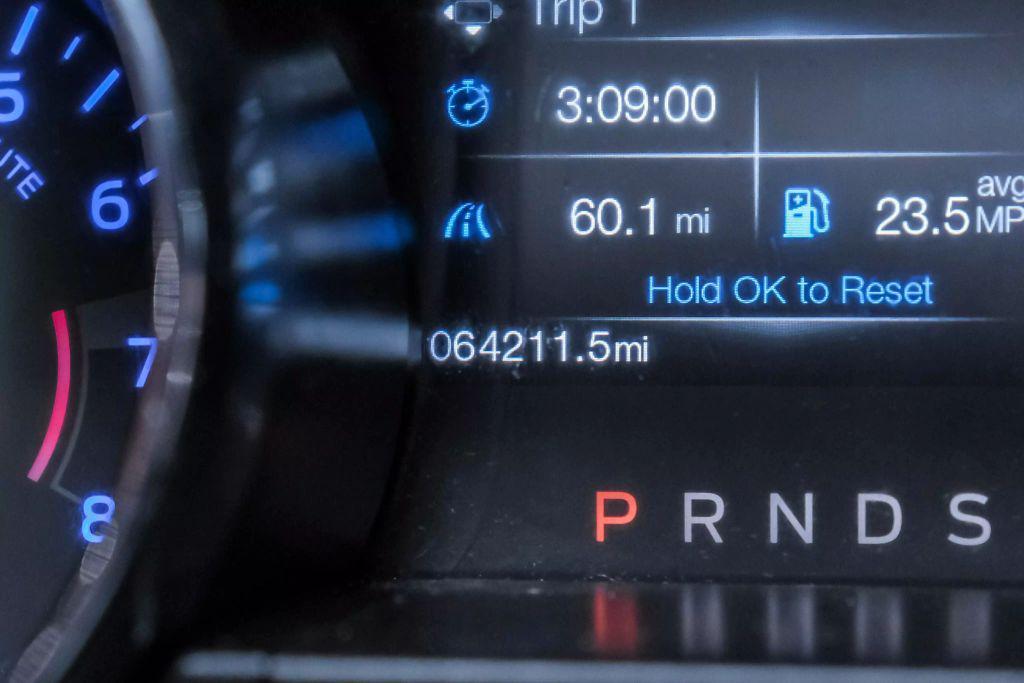 Trip 1
3:09:00
60.1 mi
23.5 avg
Hold OK to Reset
064211.5mi
P R N D S
5
6
7
8